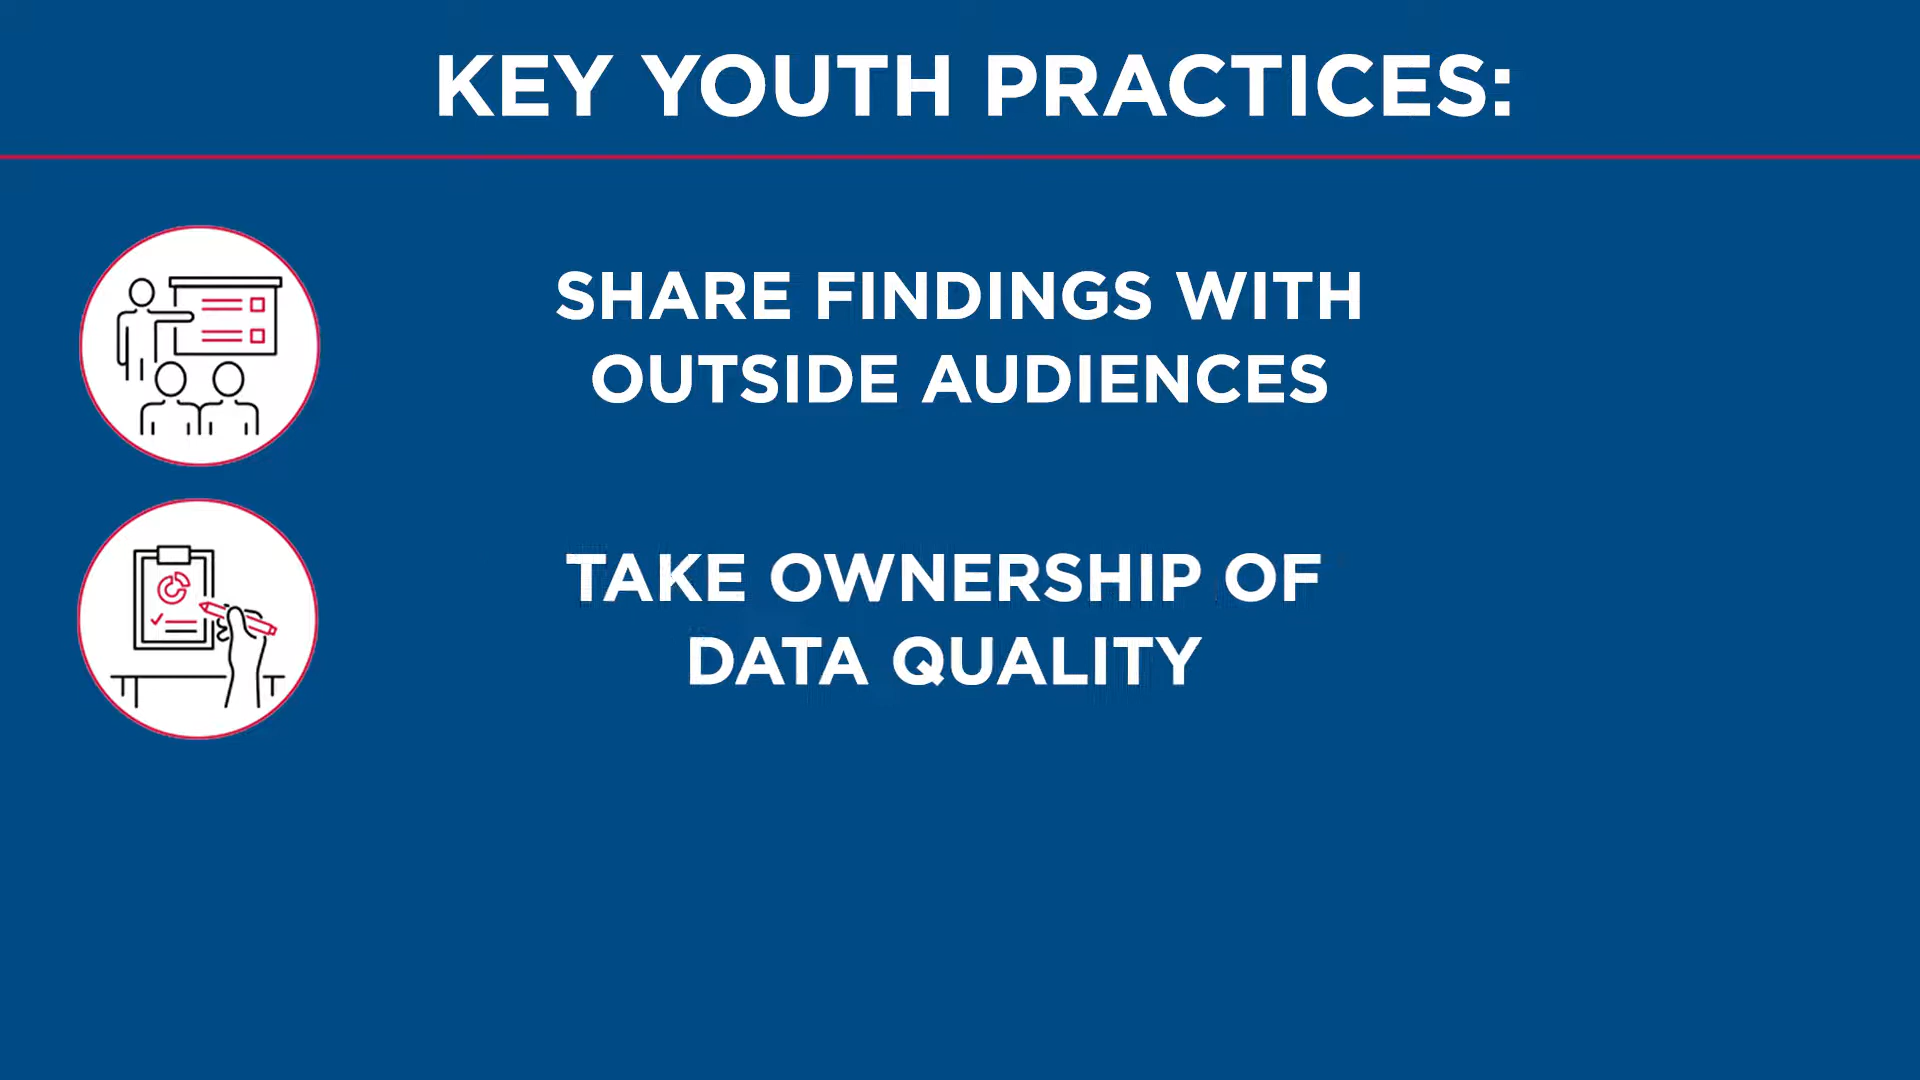 KEY YOUTH PRACTICES:
SHARE FINDINGS WITH
OUTSIDE AUDIENCES
TAKE OWNERSHIP OF
DATA QUALITY